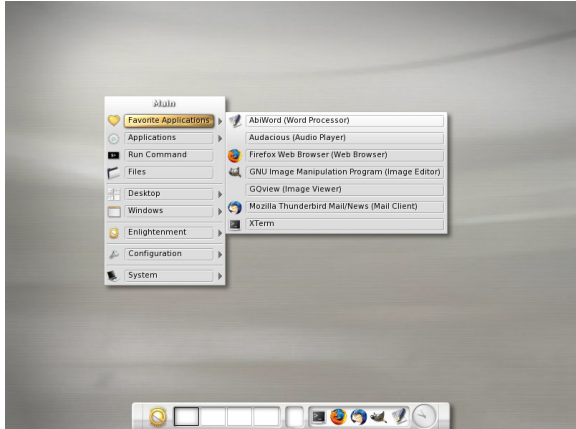 Main
Favorite Applications
Applications
Run Command
Files
Desktop
Windows
Enlightenment
Configuration
System
AbiWord (Word Processor)
Audacious (Audio Player)
Firefox Web Browser (Web Browser)
GNU Image Manipulation Program (Image Editor)
GQview (Image Viewer)
Mozilla Thunderbird Mail/News (Mail Client)
XTerm